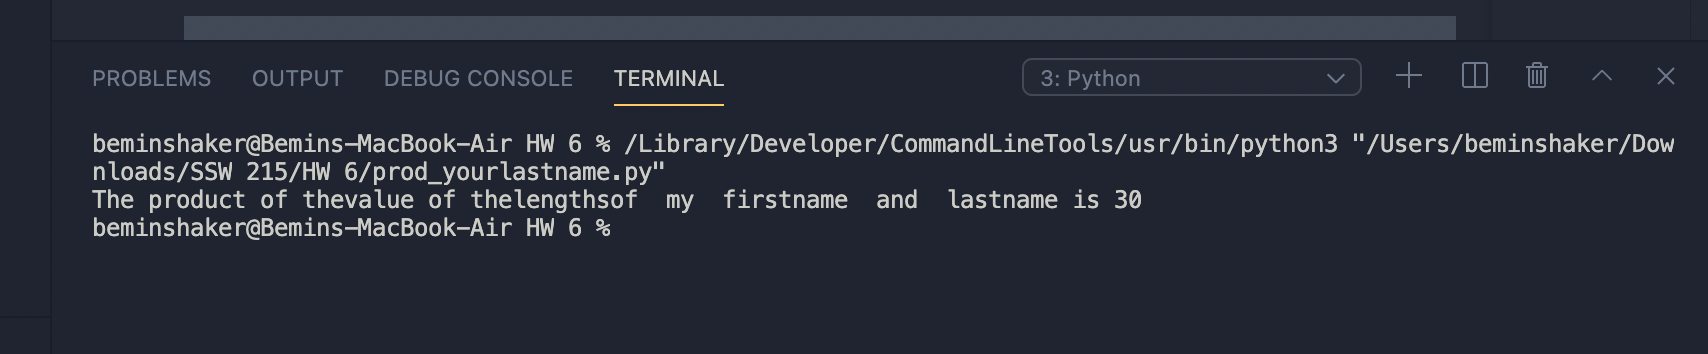 PROBLEMS OUTPUT DEBUG CONSOLE TERMINAL 3: Python
beminshaker@Bemins-MacBook-Air HW 6 % /Library/Developer/CommandLineTools/usr/bin/python3 "/Users/beminshaker/Dow
nloads/SSW 215/HW 6/prod_yourlastname.py"
The product of thevalue of thelengthsof  my  firstname  and  lastname is 30
beminshaker@Bemins-MacBook-Air HW 6 %